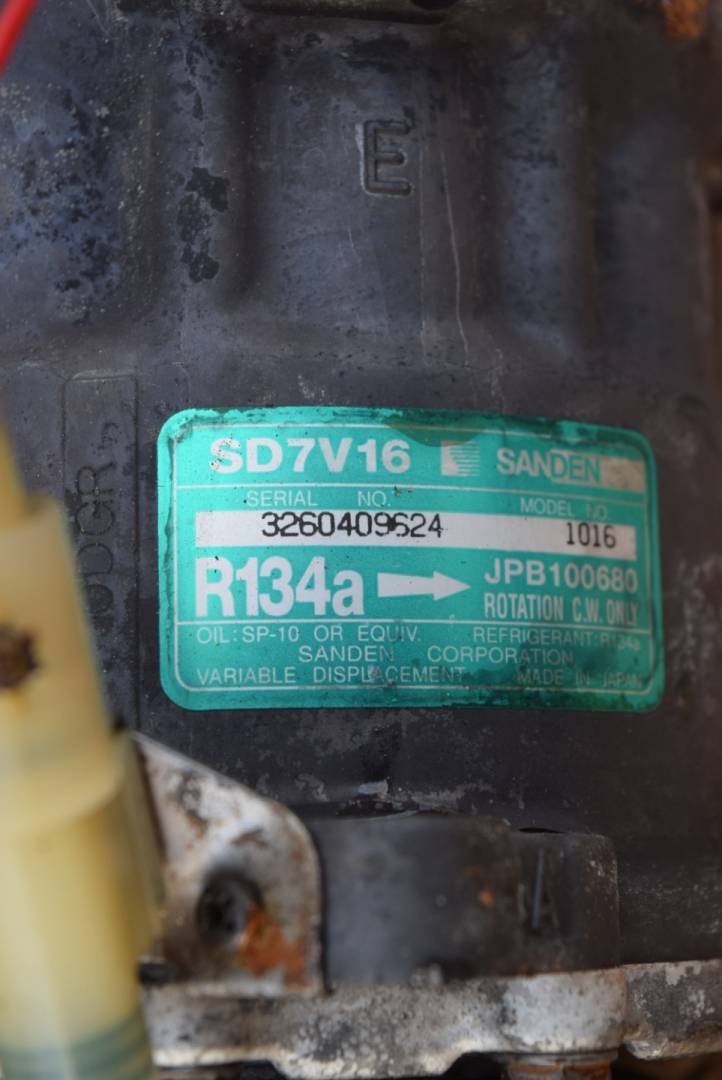 E
SD7V16 SANDEN
SERIAL NO. MODEL NO.
3260409624 1016
R134a JPB100680
ROTATION C.W. ONLY
OIL:SP-10 OR EQUIV. REFRIGERANT:R134a
SANDEN CORPORATION
VARIABLE DISPLACEMENT MADE IN JAPAN